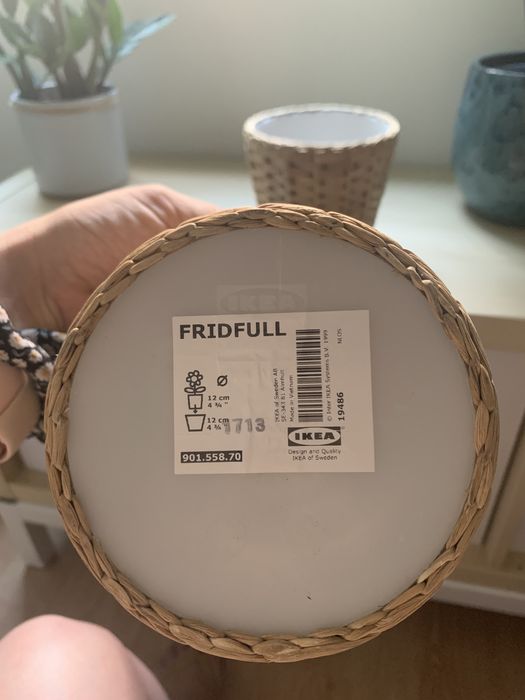 IKEA
FRIDFULL
Ø
12 cm
4 ¾ "
12 cm
4 ¾ "
1713
901.558.70
IKEA of Sweden AB
SE-343 81 Älmhult
Made in Vietnam
© Inter IKEA Systems B.V. 1999
19486
IKEA
Design and Quality
IKEA of Sweden